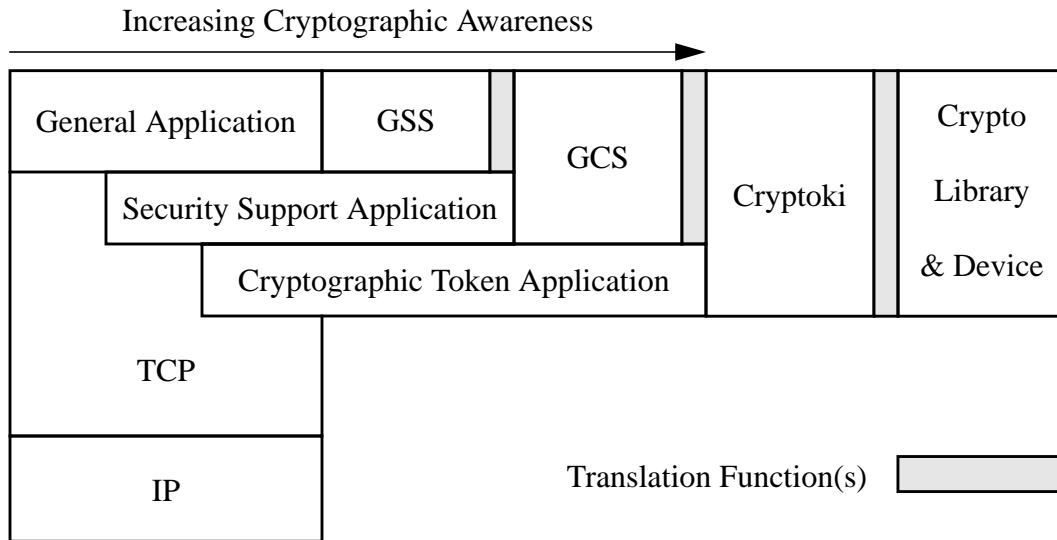 Increasing Cryptographic Awareness
General Application
GSS
GCS
Cryptoki
Crypto
Library
& Device
Security Support Application
Cryptographic Token Application
TCP
IP
Translation Function(s)